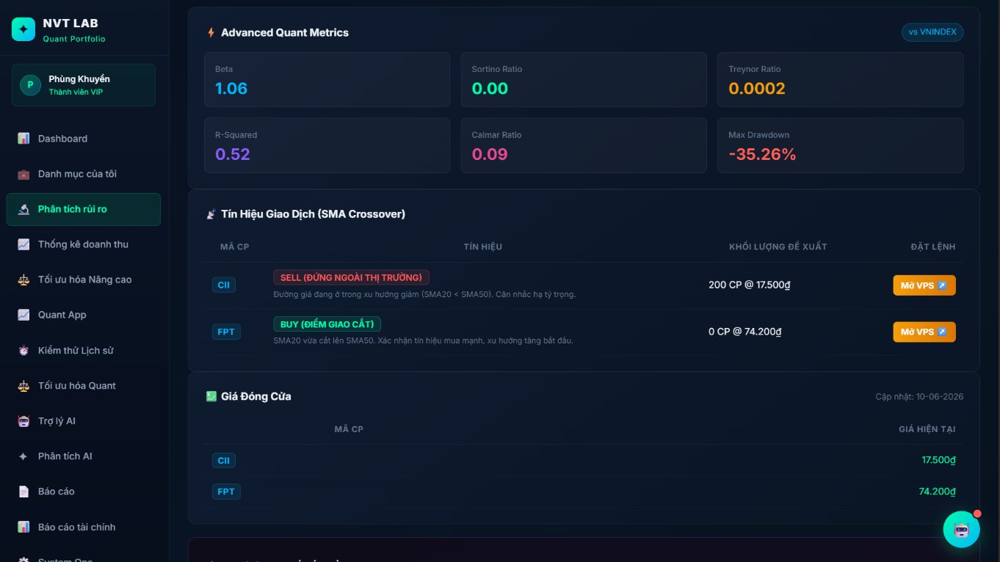 NVT LAB
Quant Portfolio
P
Phùng Khuyển
Thành viên VIP
Dashboard
Danh mục của tôi
Phân tích rủi ro
Thống kê doanh thu
Tối ưu hóa Nâng cao
Quant App
Kiểm thử Lịch sử
Tối ưu hóa Quant
Trợ lý AI
Phân tích AI
Báo cáo
Báo cáo tài chính
System Ops
Advanced Quant Metrics
vs VNINDEX
Beta
1.06
Sortino Ratio
0.00
Treynor Ratio
0.0002
R-Squared
0.52
Calmar Ratio
0.09
Max Drawdown
-35.26%
Tín Hiệu Giao Dịch (SMA Crossover)
MÃ CP TÍN HIỆU KHỐI LƯỢNG ĐỀ XUẤT ĐẶT LỆNH
CII
SELL (ĐỨNG NGOÀI THỊ TRƯỜNG)
Đường giá đang ở trong xu hướng giảm (SMA20 < SMA50). Cân nhắc hạ tỷ trọng.
200 CP @ 17.500₫
Mở VPS
FPT
BUY (ĐIỂM GIAO CẮT)
SMA20 vừa cắt lên SMA50. Xác nhận tín hiệu mua mạnh, xu hướng tăng bắt đầu.
0 CP @ 74.200₫
Mở VPS
Giá Đóng Cửa
Cập nhật: 10-06-2026
MÃ CP GIÁ HIỆN TẠI
CII 17.500₫
FPT 74.200₫